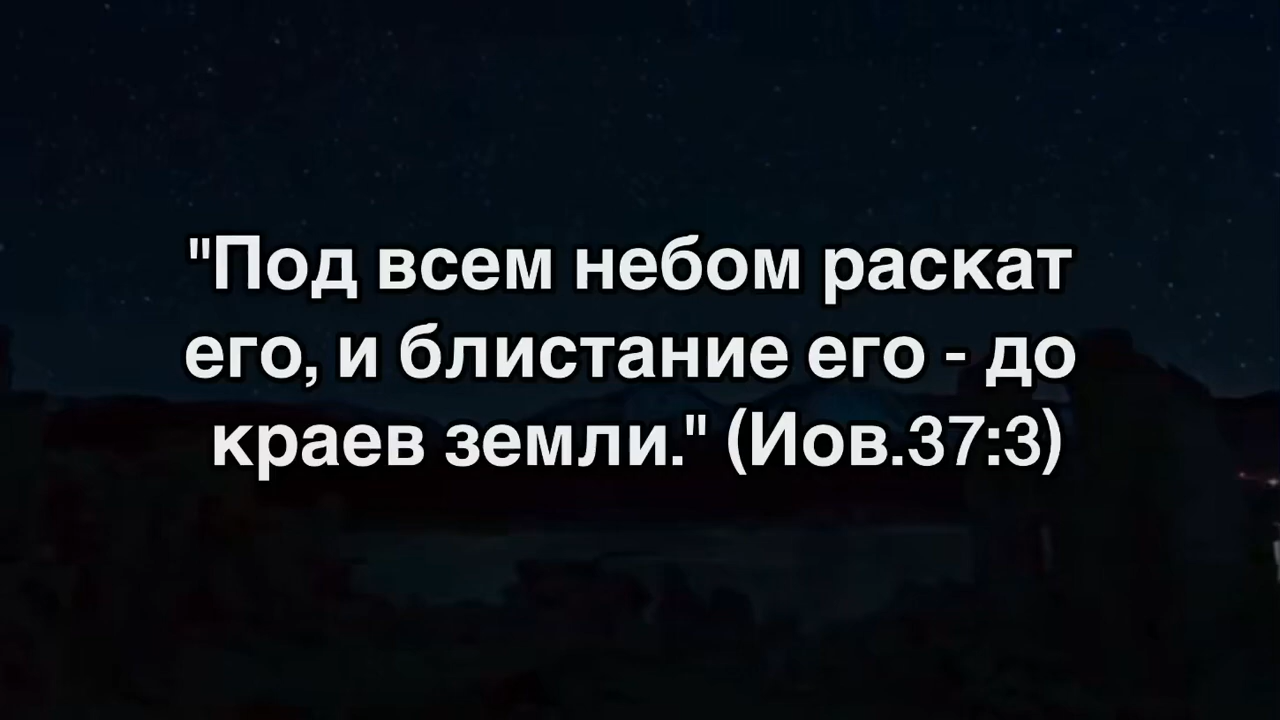 "Под всем небом раскат
его, и блистание его - до
краев земли." (Иов.37:3)